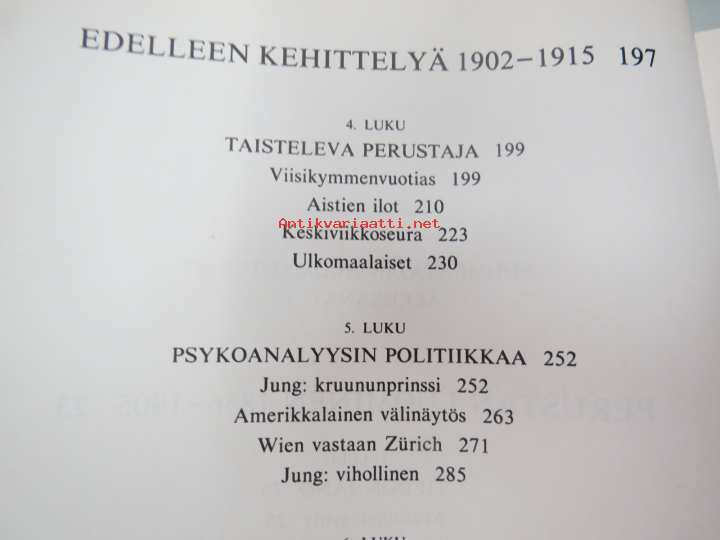 EDELLEEN KEHITTELYÄ 1902–1915 197
4. LUKU
TAISTELEVA PERUSTAJA 199
Viisikymmenvuotias 199
Aistien ilot 210
Antikvariaatti.net
Keskiviikkoseura 223
Ulkomaalaiset 230
5. LUKU
PSYKOANALYYSIN POLITIIKKAA 252
Jung: kruununprinssi 252
Amerikkalainen välinäytös 263
Wien vastaan Zürich 271
Jung: vihollinen 285
LUKU